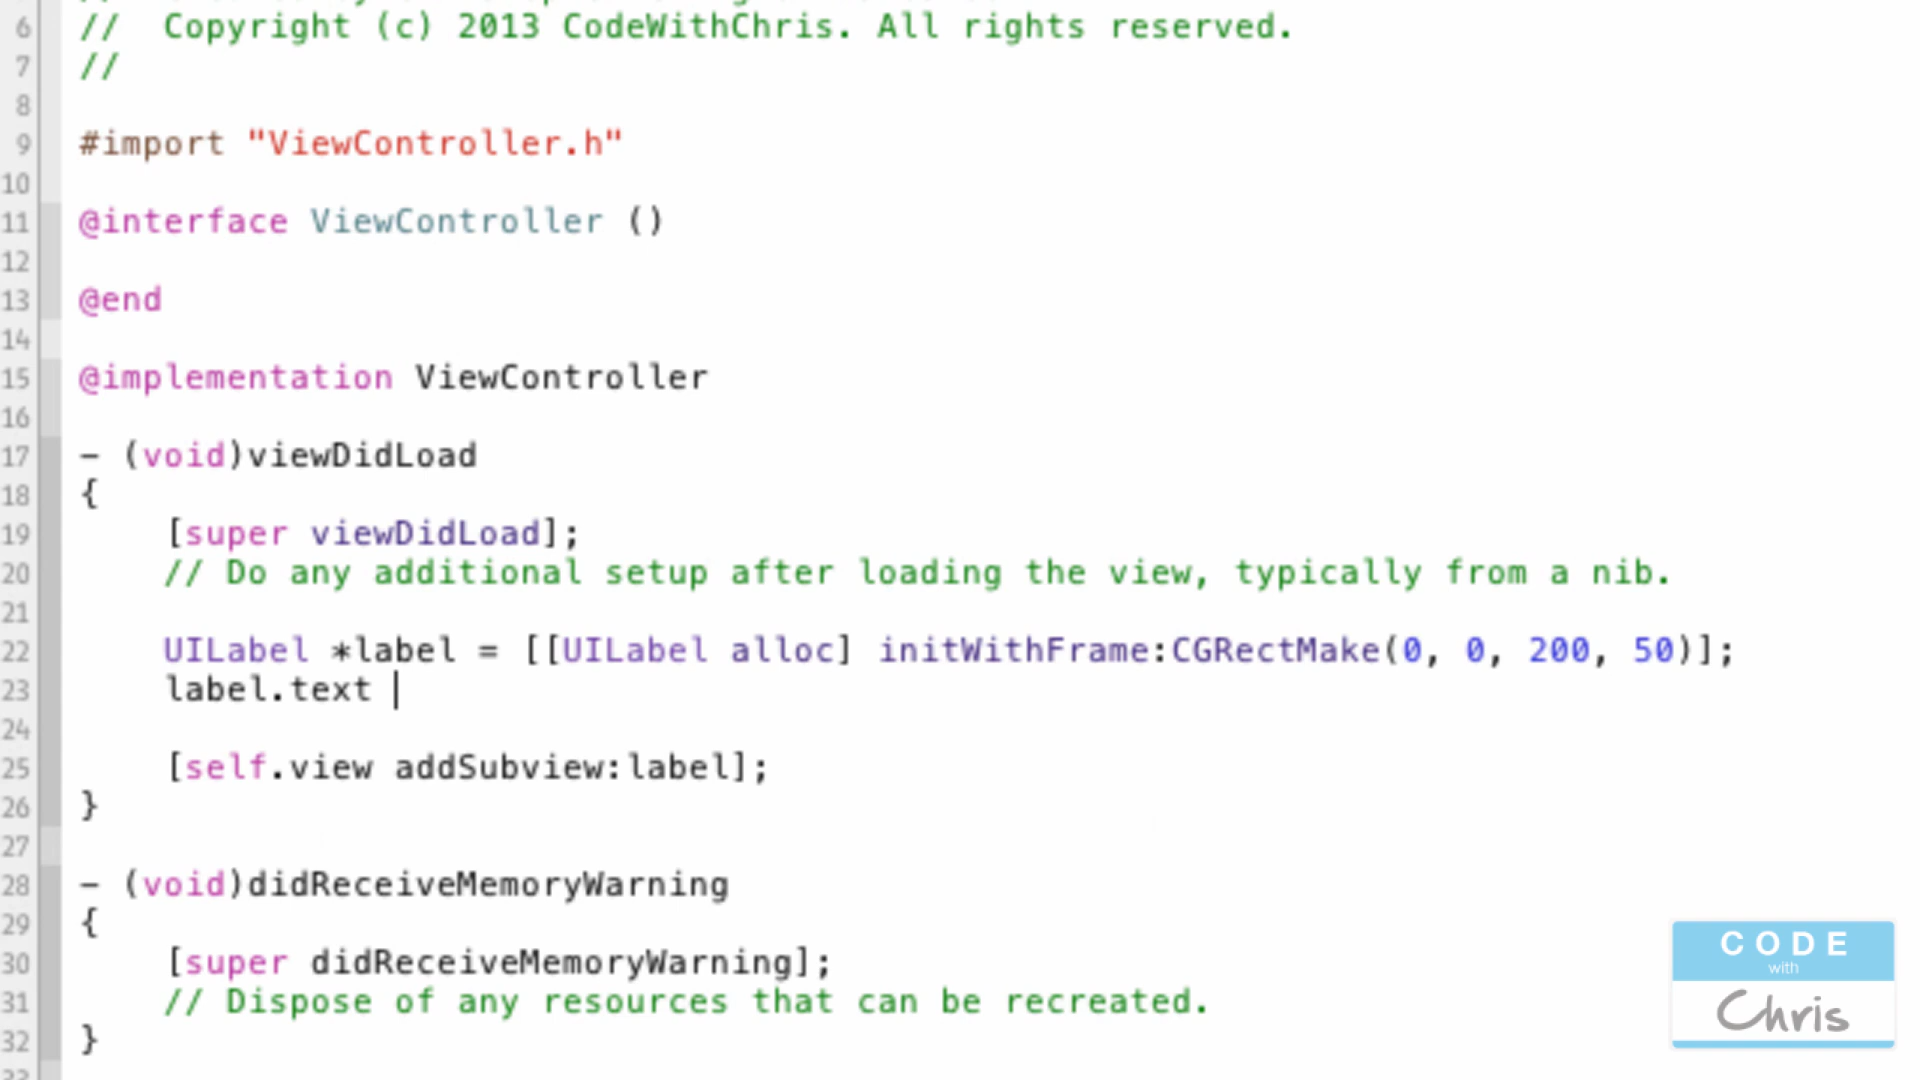 6 //  Copyright (c) 2013 CodeWithChris. All rights reserved.
7 //
8
9 #import "ViewController.h"
10
11 @interface ViewController ()
12
13 @end
14
15 @implementation ViewController
16
17 - (void)viewDidLoad
18 {
19     [super viewDidLoad];
20     // Do any additional setup after loading the view, typically from a nib.
21
22     UILabel *label = [[UILabel alloc] initWithFrame:CGRectMake(0, 0, 200, 50)];
23     label.text
24
25     [self.view addSubview:label];
26 }
27
28 - (void)didReceiveMemoryWarning
29 {
30     [super didReceiveMemoryWarning];
31     // Dispose of any resources that can be recreated.
32 }
CODE
with
Chris